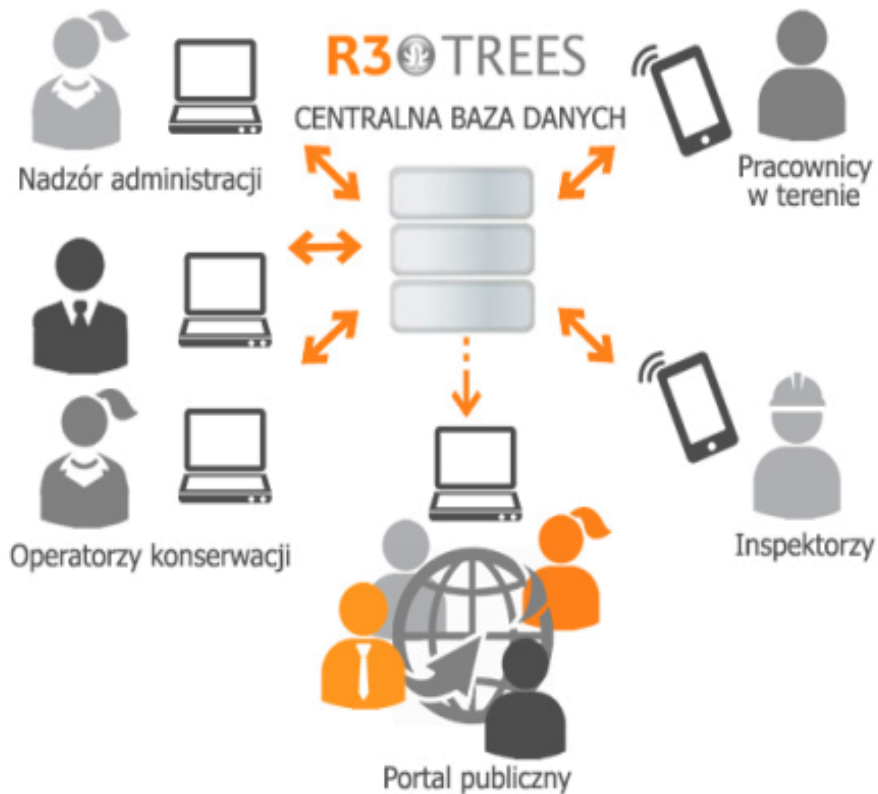 R3 TREES
CENTRALNA BAZA DANYCH
Nadzór administracji
Pracownicy
w terenie
Operatorzy konserwacji
Inspektorzy
Portal publiczny